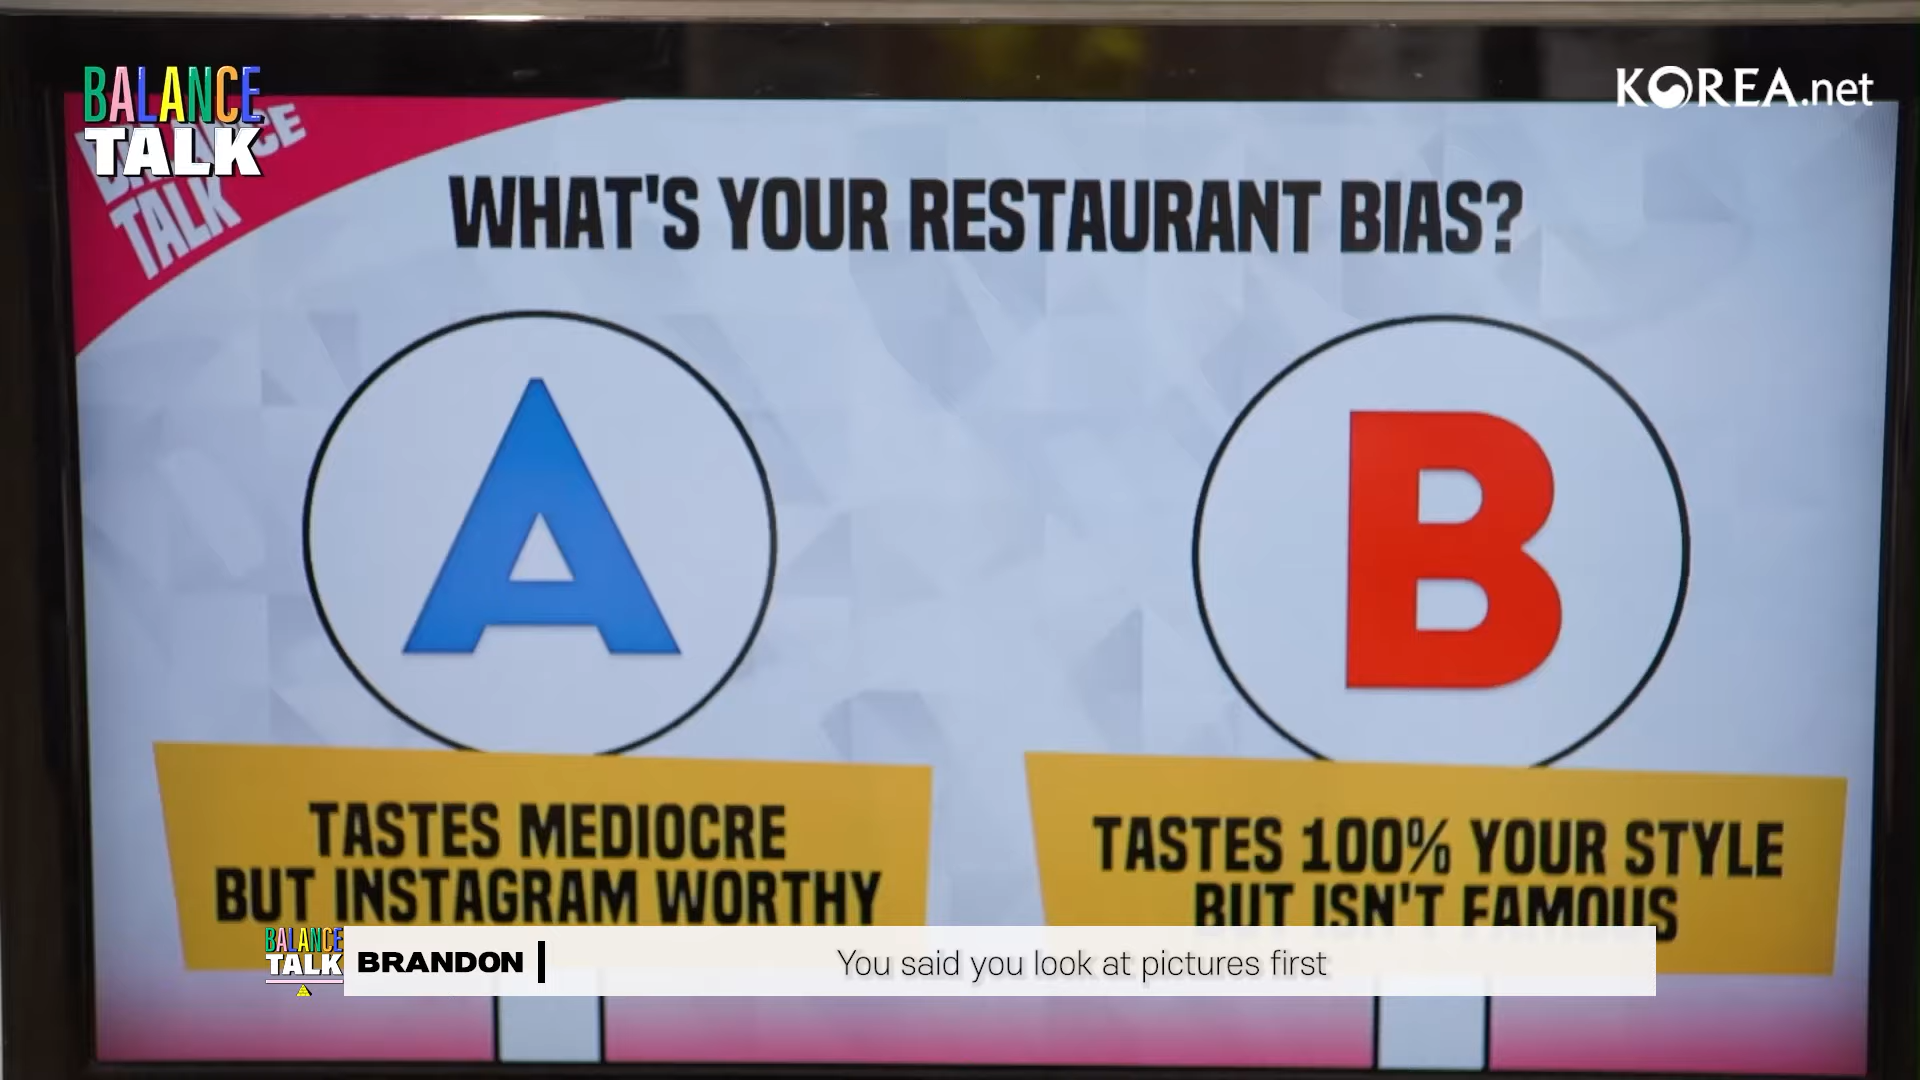 BALANCE
TALK
KOREA.net
BALANCE
TALK
WHAT'S YOUR RESTAURANT BIAS?
A
B
TASTES MEDIOCRE
BUT INSTAGRAM WORTHY
TASTES 100% YOUR STYLE
BUT ISN'T FAMOUS
BALANCE
TALK
BRANDON
You said you look at pictures first